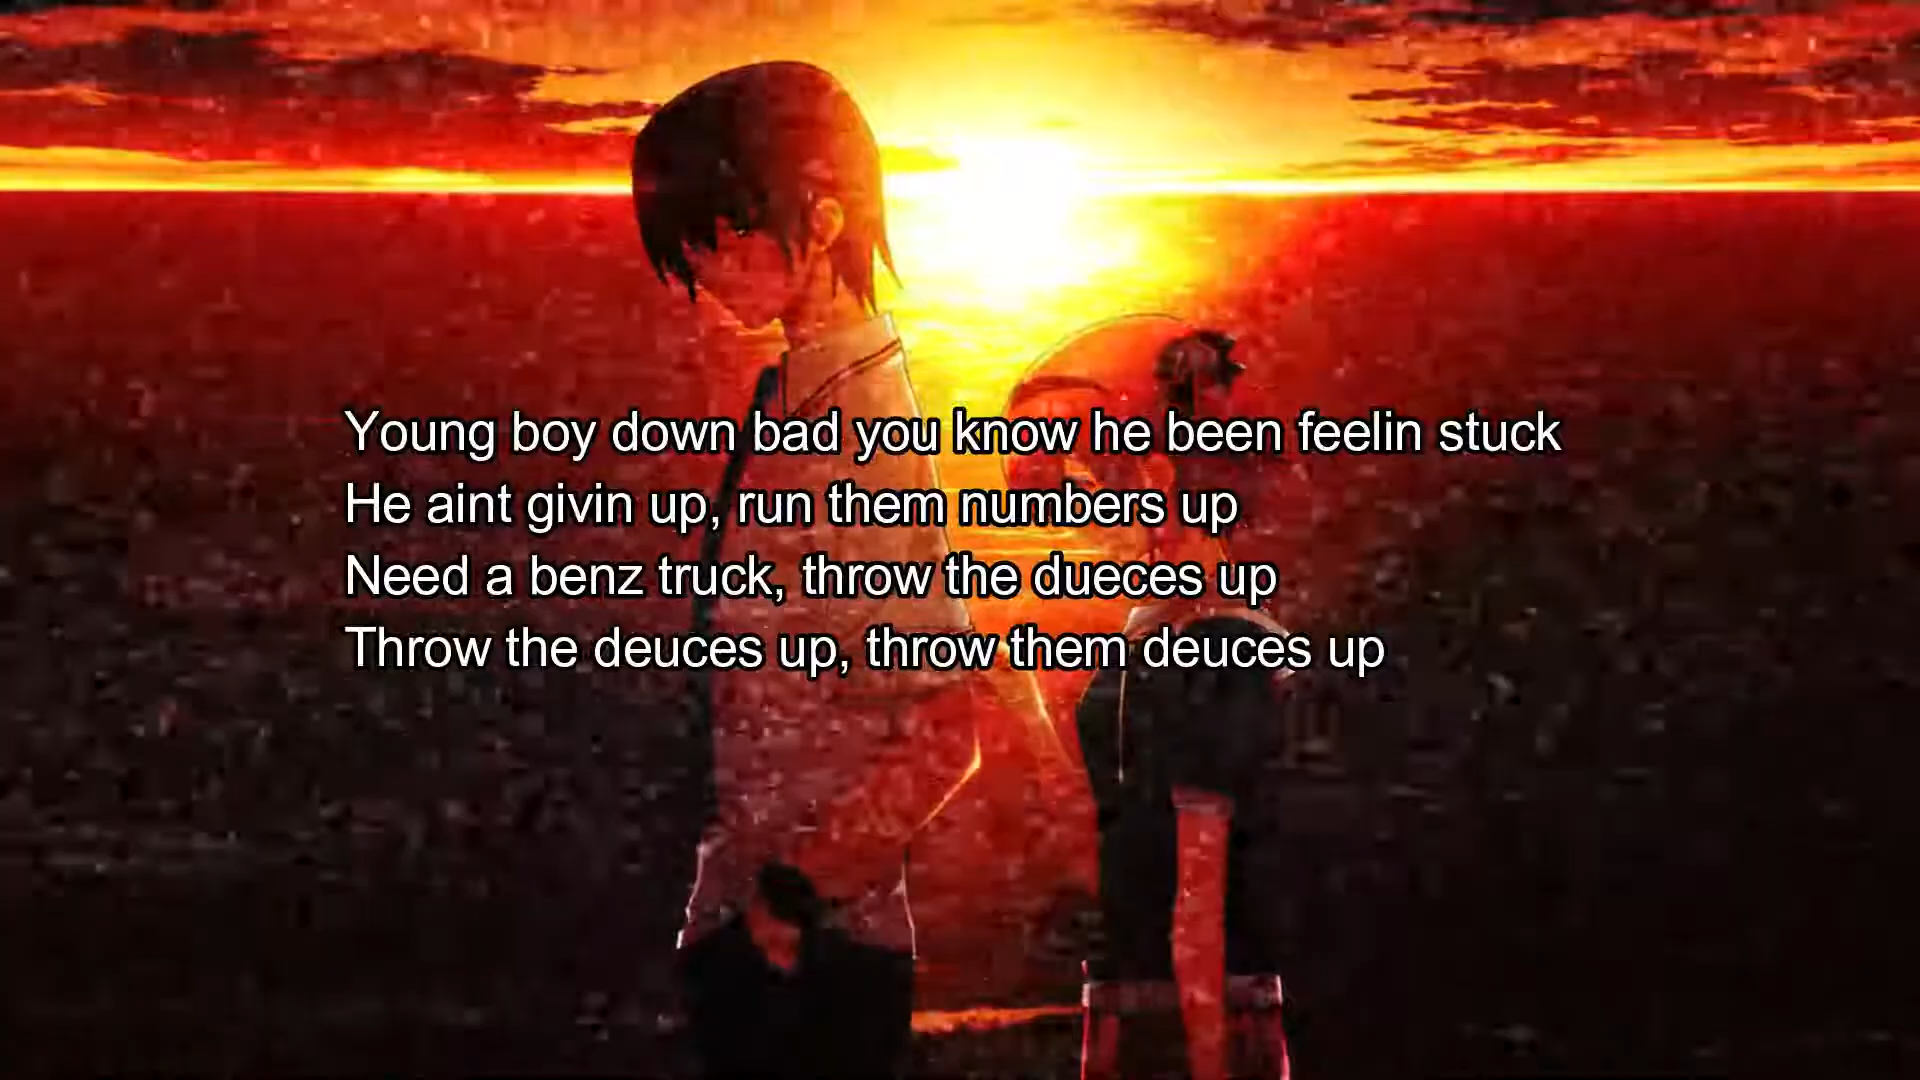 Young boy down bad you know he been feelin stuck
He aint givin up, run them numbers up
Need a benz truck, throw the dueces up
Throw the deuces up, throw them deuces up